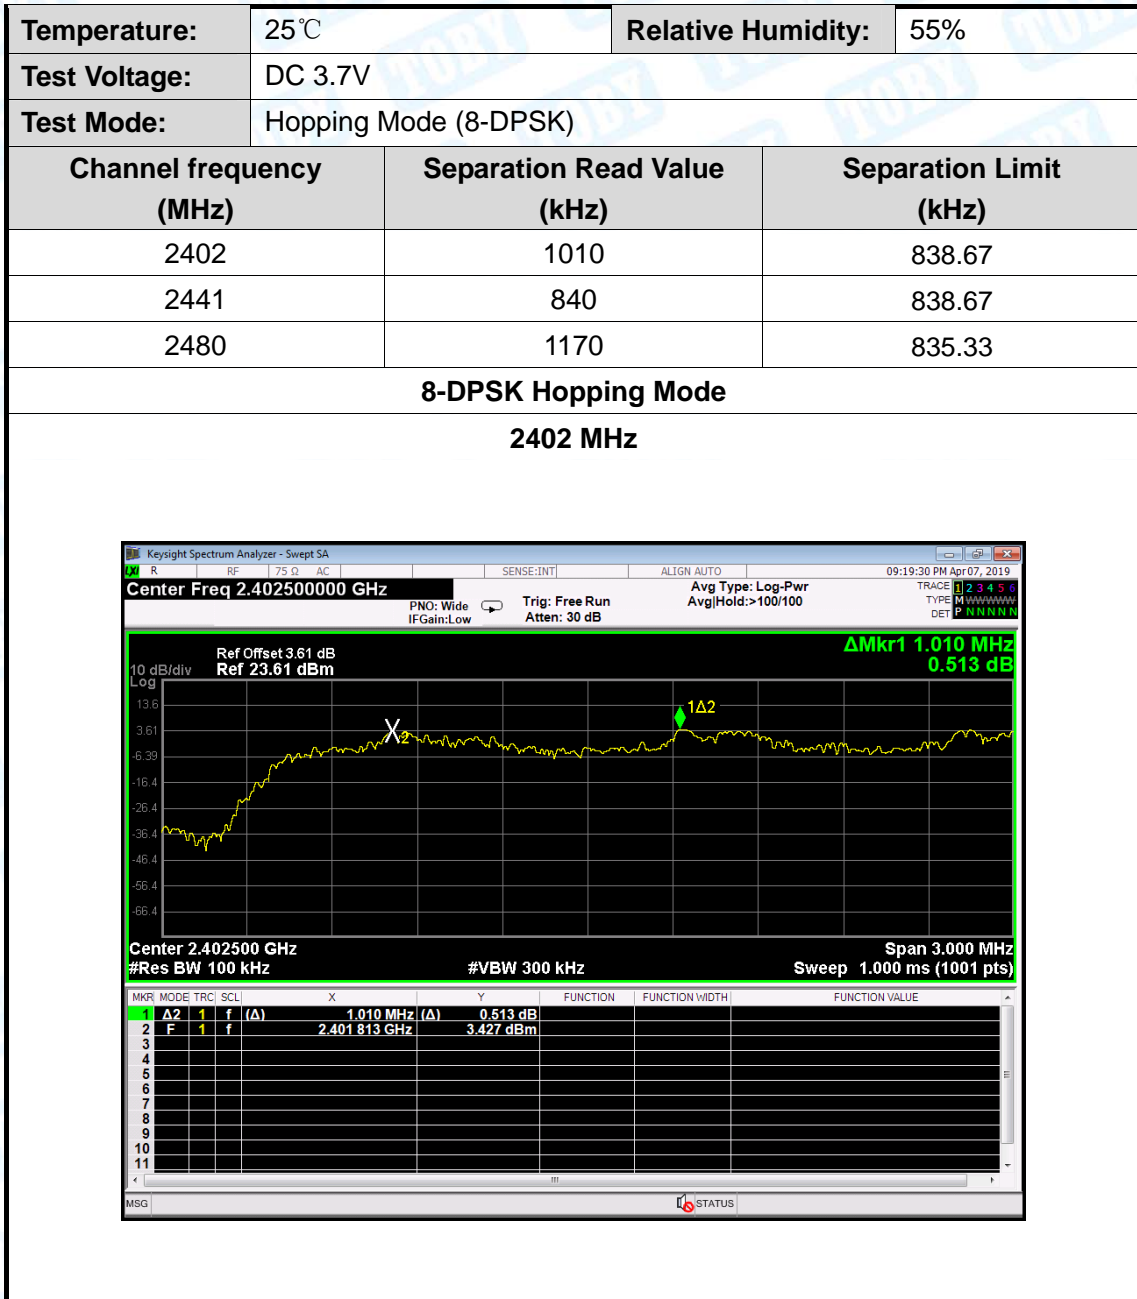 Temperature: 25℃ Relative Humidity: 55%
Test Voltage: DC 3.7V
Test Mode: Hopping Mode (8-DPSK)
Channel frequency (MHz) Separation Read Value (kHz) Separation Limit (kHz)
2402 1010 838.67
2441 840 838.67
2480 1170 835.33
8-DPSK Hopping Mode
2402 MHz
Keysight Spectrum Analyzer - Swept SA
LXI R RF 75 Ω AC SENSE:INT ALIGN AUTO 09:19:30 PM Apr 07, 2019
Center Freq 2.402500000 GHz
PNO: Wide
IFGain:Low
Trig: Free Run
Atten: 30 dB
Avg Type: Log-Pwr
Avg|Hold:>100/100
TRACE 1 2 3 4 5 6
TYPE M WWWWW
DET P N N N N N
ΔMkr1 1.010 MHz
0.513 dB
Ref Offset 3.61 dB
10 dB/div Ref 23.61 dBm
Log
13.6
3.61
-6.39
-16.4
-26.4
-36.4
-46.4
-56.4
-66.4
X2
1Δ2
Center 2.402500 GHz Span 3.000 MHz
#Res BW 100 kHz #VBW 300 kHz Sweep 1.000 ms (1001 pts)
MKR MODE TRC SCL X Y FUNCTION FUNCTION WIDTH FUNCTION VALUE
1 Δ2 1 f (Δ) 1.010 MHz (Δ) 0.513 dB
2 F 1 f 2.401 813 GHz 3.427 dBm
3
4
5
6
7
8
9
10
11
MSG STATUS
TOBY